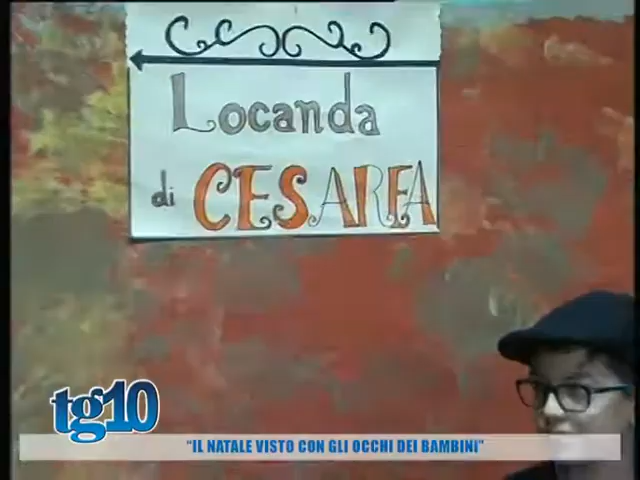 Locanda
di CESAREA
tg10
"IL NATALE VISTO CON GLI OCCHI DEI BAMBINI"